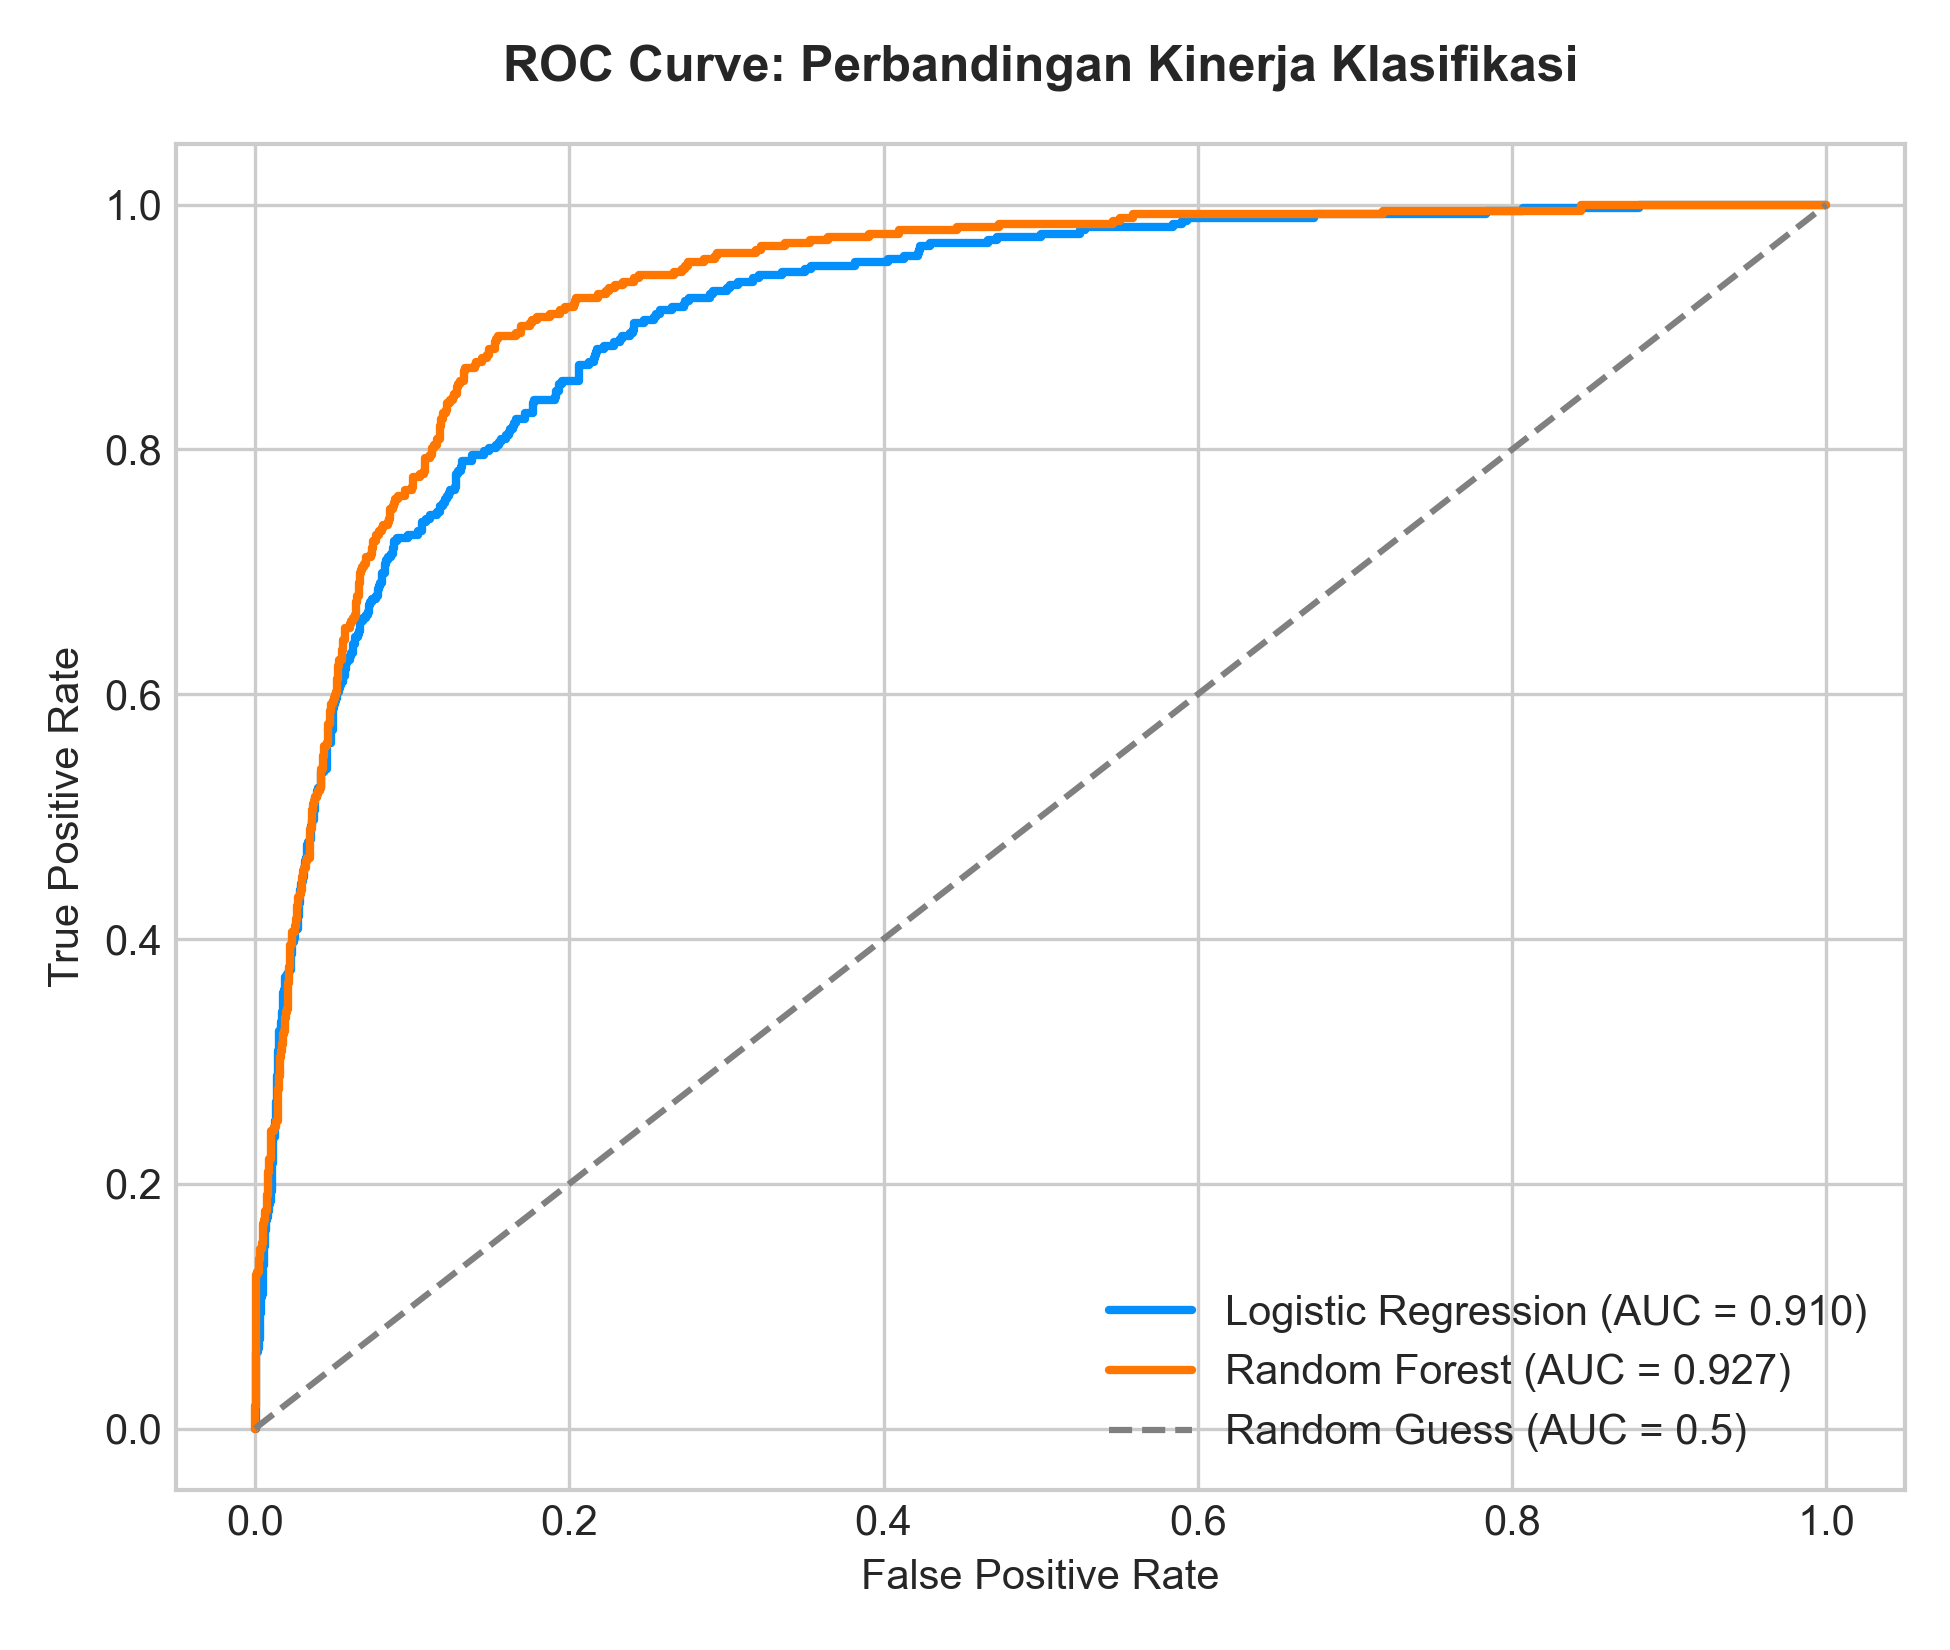 ROC Curve: Perbandingan Kinerja Klasifikasi
True Positive Rate
1.0
0.8
0.6
0.4
0.2
0.0
Logistic Regression (AUC = 0.910)
Random Forest (AUC = 0.927)
Random Guess (AUC = 0.5)
0.0 0.2 0.4 0.6 0.8 1.0
False Positive Rate